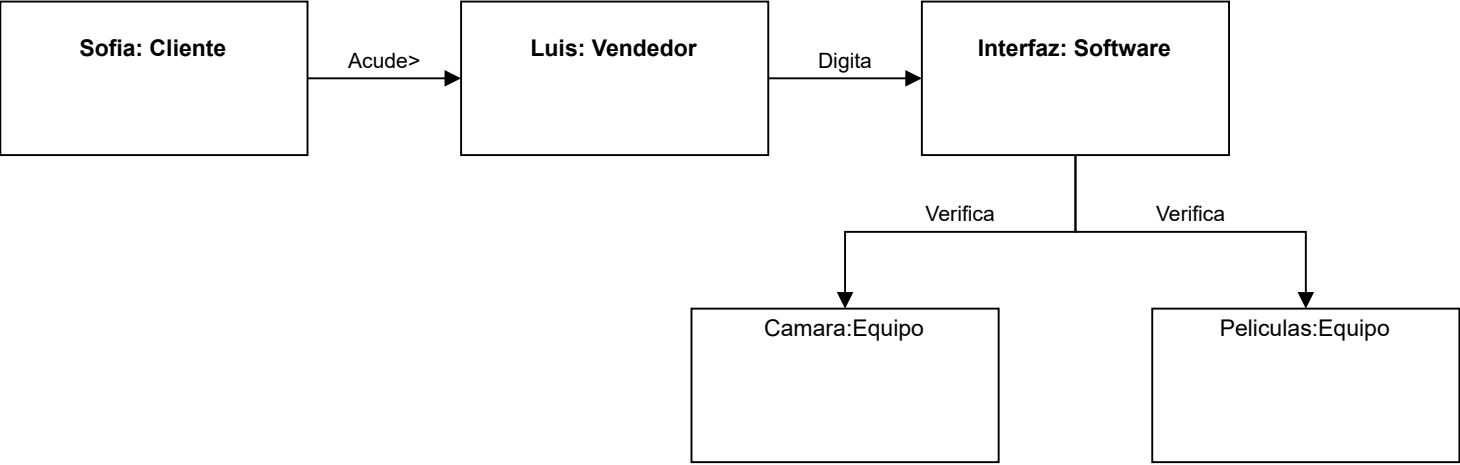 Sofia: Cliente
Acude>
Luis: Vendedor
Digita
Interfaz: Software
Verifica
Verifica
Camara:Equipo
Peliculas:Equipo